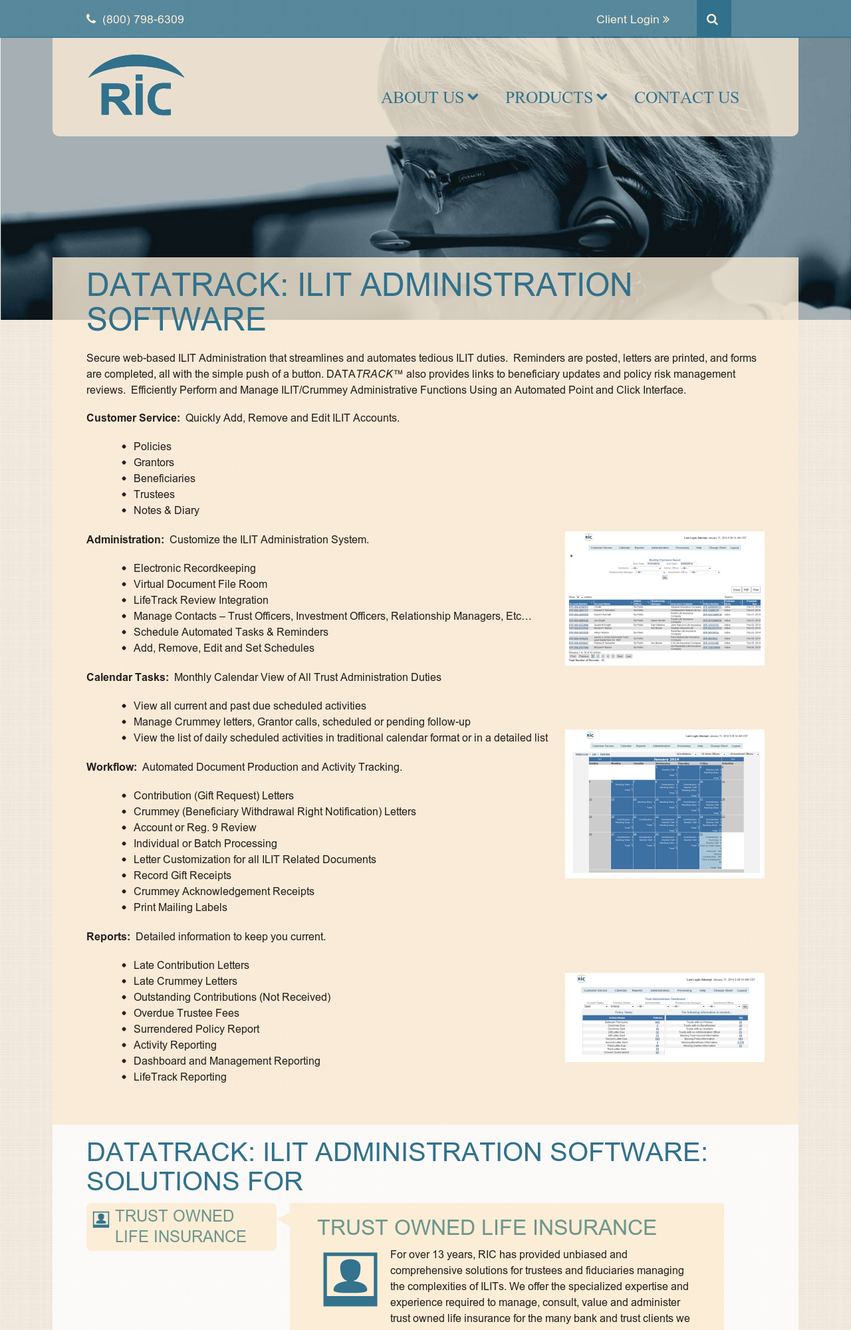 (800) 798-6309
Client Login »
RiC
ABOUT US
PRODUCTS
CONTACT US
DATATRACK: ILIT ADMINISTRATION
SOFTWARE
Secure web-based ILIT Administration that streamlines and automates tedious ILIT duties. Reminders are posted, letters are printed, and forms
are completed, all with the simple push of a button. DATATRACK™ also provides links to beneficiary updates and policy risk management
reviews. Efficiently Perform and Manage ILIT/Crummey Administrative Functions Using an Automated Point and Click Interface.
Customer Service: Quickly Add, Remove and Edit ILIT Accounts.
• Policies
• Grantors
• Beneficiaries
• Trustees
• Notes & Diary
Administration: Customize the ILIT Administration System.
• Electronic Recordkeeping
• Virtual Document File Room
• LifeTrack Review Integration
• Manage Contacts – Trust Officers, Investment Officers, Relationship Managers, Etc…
• Schedule Automated Tasks & Reminders
• Add, Remove, Edit and Set Schedules
Calendar Tasks: Monthly Calendar View of All Trust Administration Duties
• View all current and past due scheduled activities
• Manage Crummey letters, Grantor calls, scheduled or pending follow-up
• View the list of daily scheduled activities in traditional calendar format or in a detailed list
RiC
January 2014
Workflow: Automated Document Production and Activity Tracking.
• Contribution (Gift Request) Letters
• Crummey (Beneficiary Withdrawal Right Notification) Letters
• Account or Reg. 9 Review
• Individual or Batch Processing
• Letter Customization for all ILIT Related Documents
• Record Gift Receipts
• Crummey Acknowledgement Receipts
• Print Mailing Labels
Reports: Detailed information to keep you current.
• Late Contribution Letters
• Late Crummey Letters
• Outstanding Contributions (Not Received)
• Overdue Trustee Fees
• Surrendered Policy Report
• Activity Reporting
• Dashboard and Management Reporting
• LifeTrack Reporting
RiC
DATATRACK: ILIT ADMINISTRATION SOFTWARE:
SOLUTIONS FOR
TRUST OWNED
LIFE INSURANCE
TRUST OWNED LIFE INSURANCE
For over 13 years, RIC has provided unbiased and
comprehensive solutions for trustees and fiduciaries managing
the complexities of ILITs. We offer the specialized expertise and
experience required to manage, consult, value and administer
trust owned life insurance for the many bank and trust clients we